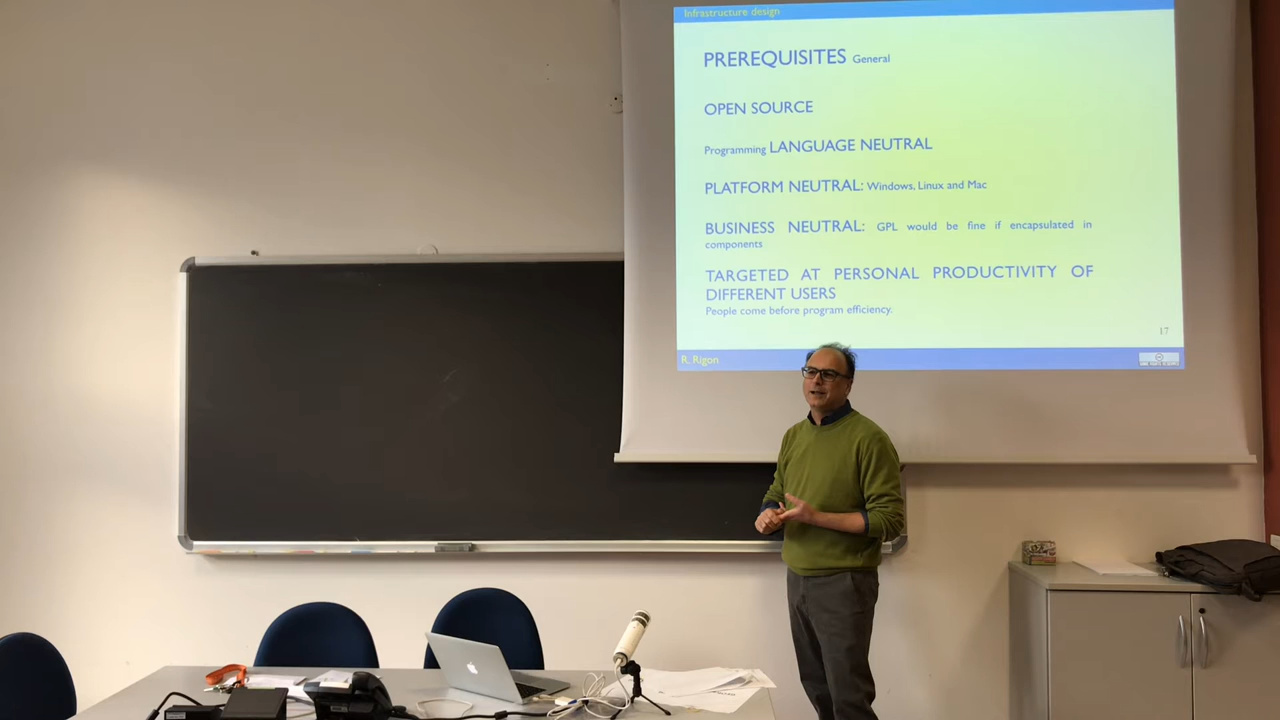 Infrastructure design
PREREQUISITES General
OPEN SOURCE
Programming LANGUAGE NEUTRAL
PLATFORM NEUTRAL: Windows, Linux and Mac
BUSINESS NEUTRAL: GPL would be fine if encapsulated in
components
TARGETED AT PERSONAL PRODUCTIVITY OF
DIFFERENT USERS
People come before program efficiency.
17
R. Rigon